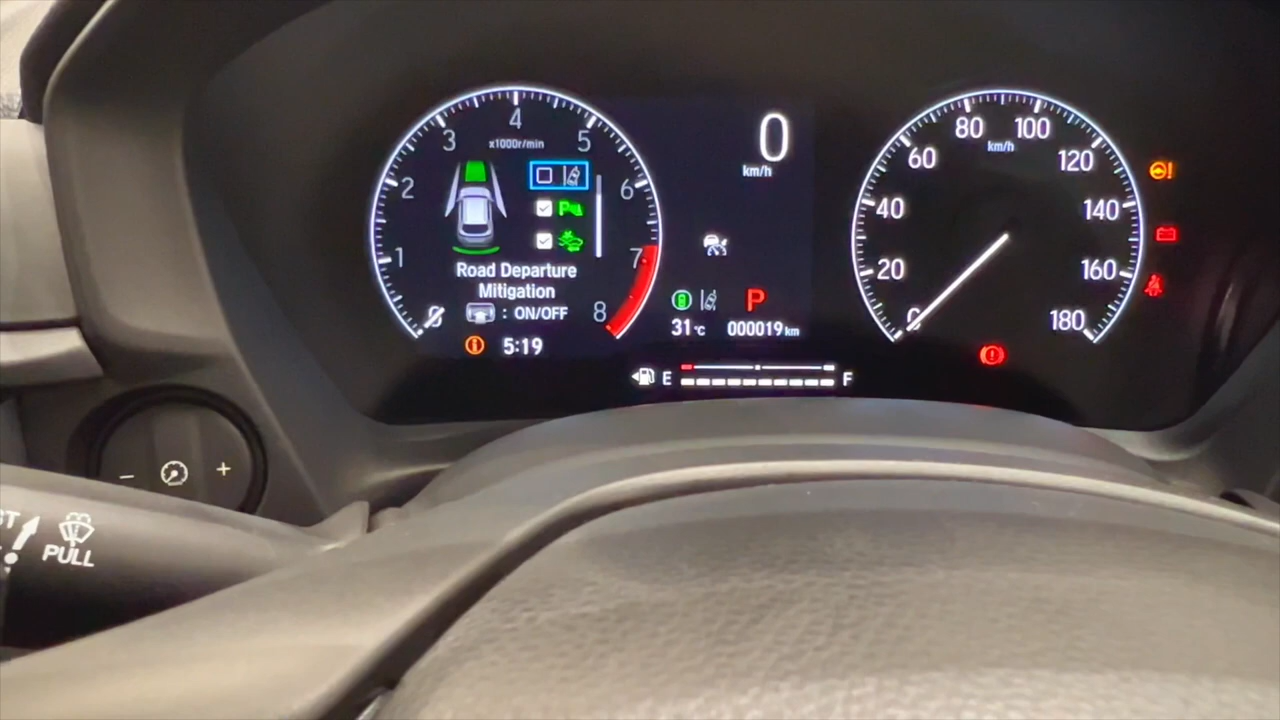 0
1
2
3
4
5
6
7
8
x1000r/min
P
Road Departure
Mitigation
: ON/OFF
5:19
0
km/h
P
31°C
000019 km
E
F
0
20
40
60
80
100
120
140
160
180
km/h
- +
PULL